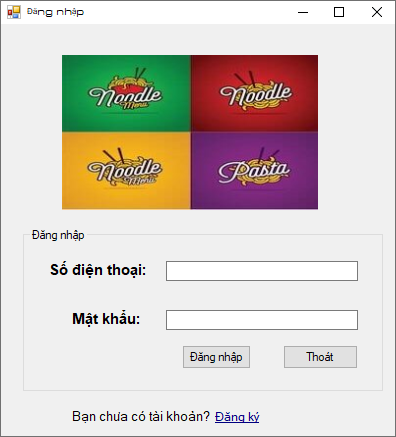 Đăng nhập
Noodle
Menu
Noodle
Noodle
Menu
Pasta
Đăng nhập
Số điện thoại:
Mật khẩu:
Đăng nhập
Thoát
Bạn chưa có tài khoản? Đăng ký